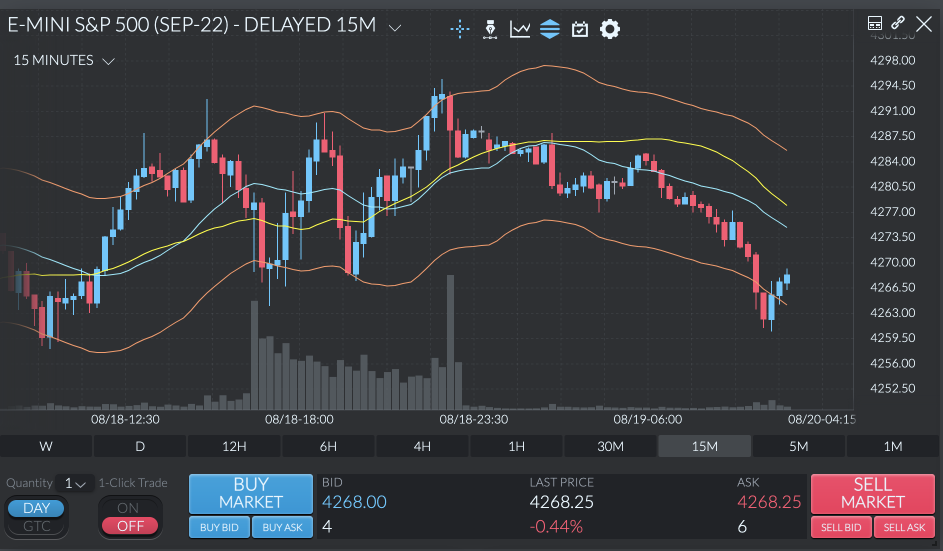 E-MINI S&P 500 (SEP-22) - DELAYED 15M
15 MINUTES
4301.50
4298.00
4294.50
4291.00
4287.50
4284.00
4280.50
4277.00
4273.50
4270.00
4266.50
4263.00
4259.50
4256.00
4252.50
08/18-12:30 08/18-18:00 08/18-23:30 08/19-06:00 08/20-04:15
W D 12H 6H 4H 1H 30M 15M 5M 1M
Quantity 1 1-Click Trade
DAY
GTC
ON
OFF
BUY
MARKET
BUY BID BUY ASK
BID
4268.00
4
LAST PRICE
4268.25
-0.44%
ASK
4268.25
6
SELL
MARKET
SELL BID SELL ASK